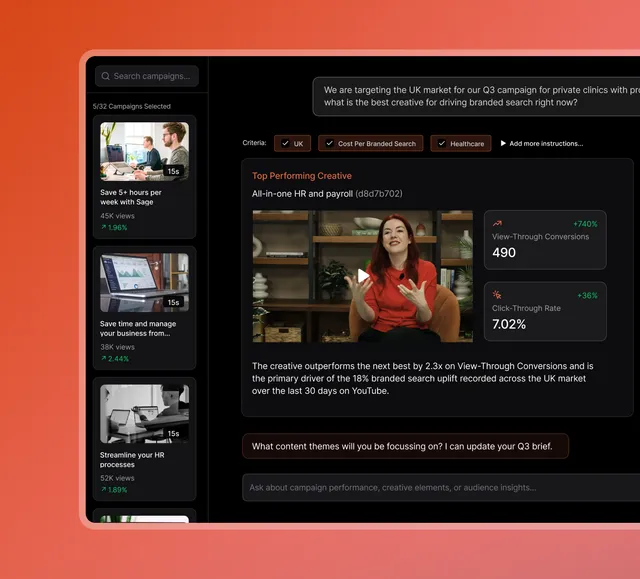 Search campaigns...
5/32 Campaigns Selected
15s
Save 5+ hours per
week with Sage
45K views
↗ 1.96%
15s
Save time and manage
your business from...
38K views
↗ 2.44%
15s
Streamline your HR
processes
52K views
↗ 1.89%
We are targeting the UK market for our Q3 campaign for private clinics with
what is the best creative for driving branded search right now?
Criteria:
UK
Cost Per Branded Search
Healthcare
Add more instructions...
Top Performing Creative
All-in-one HR and payroll (d8d7b702)
+740%
View-Through Conversions
490
+36%
Click-Through Rate
7.02%
The creative outperforms the next best by 2.3x on View-Through Conversions and is
the primary driver of the 18% branded search uplift recorded across the UK market
over the last 30 days on YouTube.
What content themes will you be focussing on? I can update your Q3 brief.
Ask about campaign performance, creative elements, or audience insights...